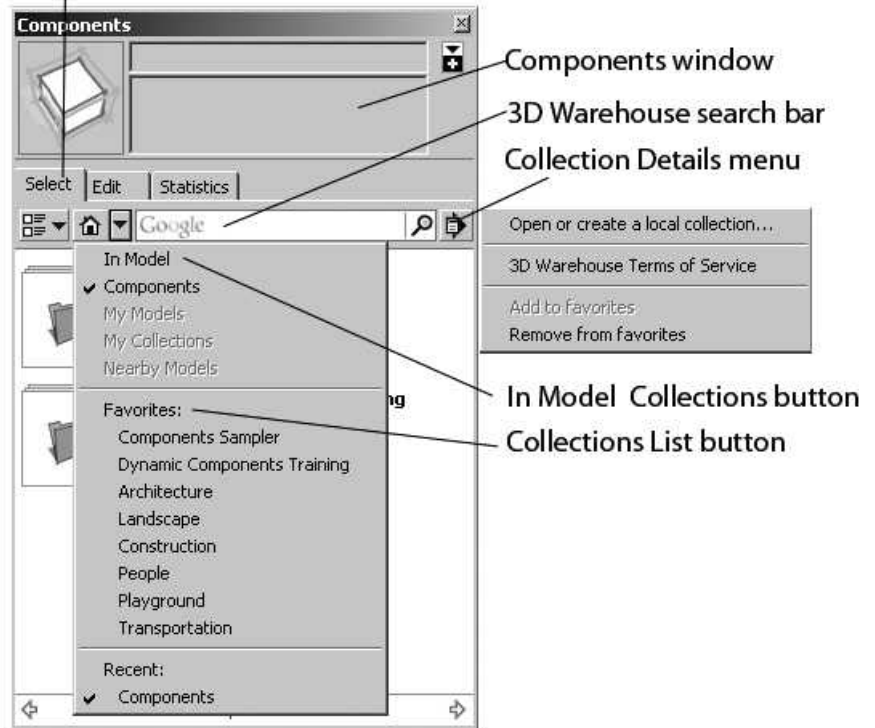 Components
Components window
3D Warehouse search bar
Collection Details menu
Select Edit Statistics
Google
Open or create a local collection...
3D Warehouse Terms of Service
Add to favorites
Remove from favorites
In Model
Components
My Models
My Collections
Nearby Models
In Model Collections button
Collections List button
Favorites:
Components Sampler
Dynamic Components Training
Architecture
Landscape
Construction
People
Playground
Transportation
Recent:
Components